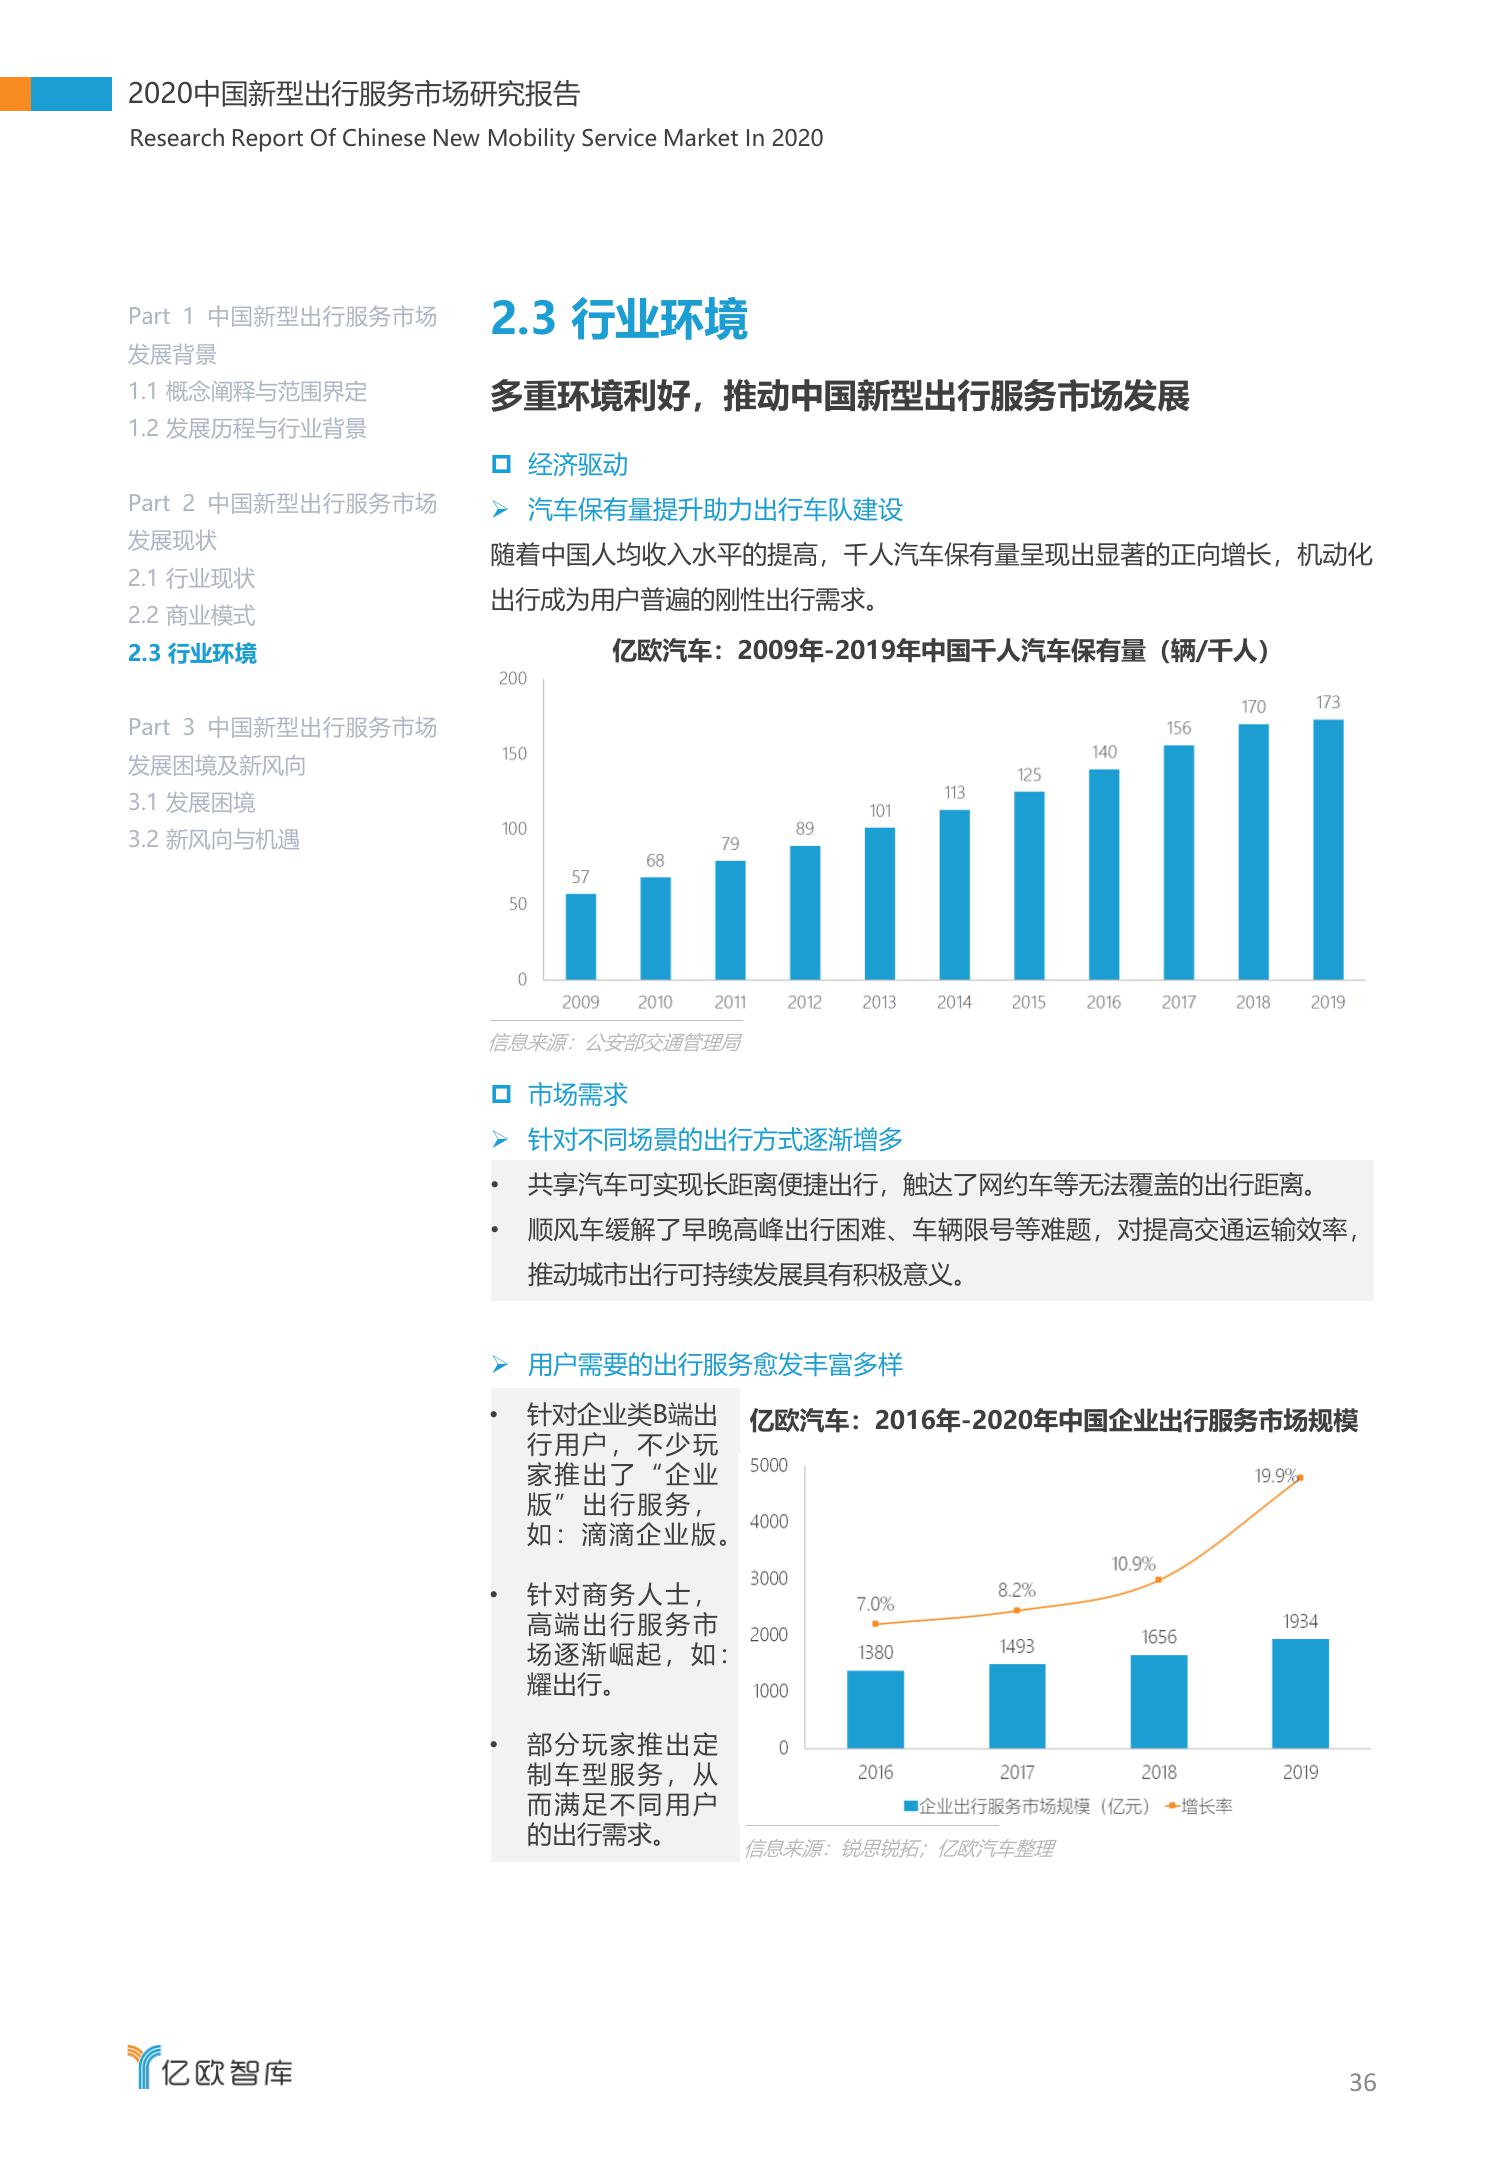 2020中国新型出行服务市场研究报告
Research Report Of Chinese New Mobility Service Market In 2020
Part 1 中国新型出行服务市场
发展背景
1.1 概念阐释与范围界定
1.2 发展历程与行业背景
Part 2 中国新型出行服务市场
发展现状
2.1 行业现状
2.2 商业模式
2.3 行业环境
Part 3 中国新型出行服务市场
发展困境及新风向
3.1 发展困境
3.2 新风向与机遇
2.3 行业环境
多重环境利好，推动中国新型出行服务市场发展
经济驱动
汽车保有量提升助力出行车队建设
随着中国人均收入水平的提高，千人汽车保有量呈现出显著的正向增长，机动化
出行成为用户普遍的刚性出行需求。
亿欧汽车：2009年-2019年中国千人汽车保有量（辆/千人）
200
150
100
50
0
57 68 79 89 101 113 125 140 156 170 173
2009 2010 2011 2012 2013 2014 2015 2016 2017 2018 2019
信息来源：公安部交通管理局
市场需求
针对不同场景的出行方式逐渐增多
• 共享汽车可实现长距离便捷出行，触达了网约车等无法覆盖的出行距离。
• 顺风车缓解了早晚高峰出行困难、车辆限号等难题，对提高交通运输效率，
推动城市出行可持续发展具有积极意义。
用户需要的出行服务愈发丰富多样
• 针对企业类B端出
行用户，不少玩
家推出了“企业
版”出行服务，
如：滴滴企业版。
• 针对商务人士，
高端出行服务市
场逐渐崛起，如：
耀出行。
• 部分玩家推出定
制车型服务，从
而满足不同用户
的出行需求。
亿欧汽车：2016年-2020年中国企业出行服务市场规模
5000
4000
3000
2000
1000
0
7.0% 8.2% 10.9% 19.9%
1380 1493 1656 1934
2016 2017 2018 2019
企业出行服务市场规模（亿元） 增长率
信息来源：锐思锐拓；亿欧汽车整理
亿欧智库
36